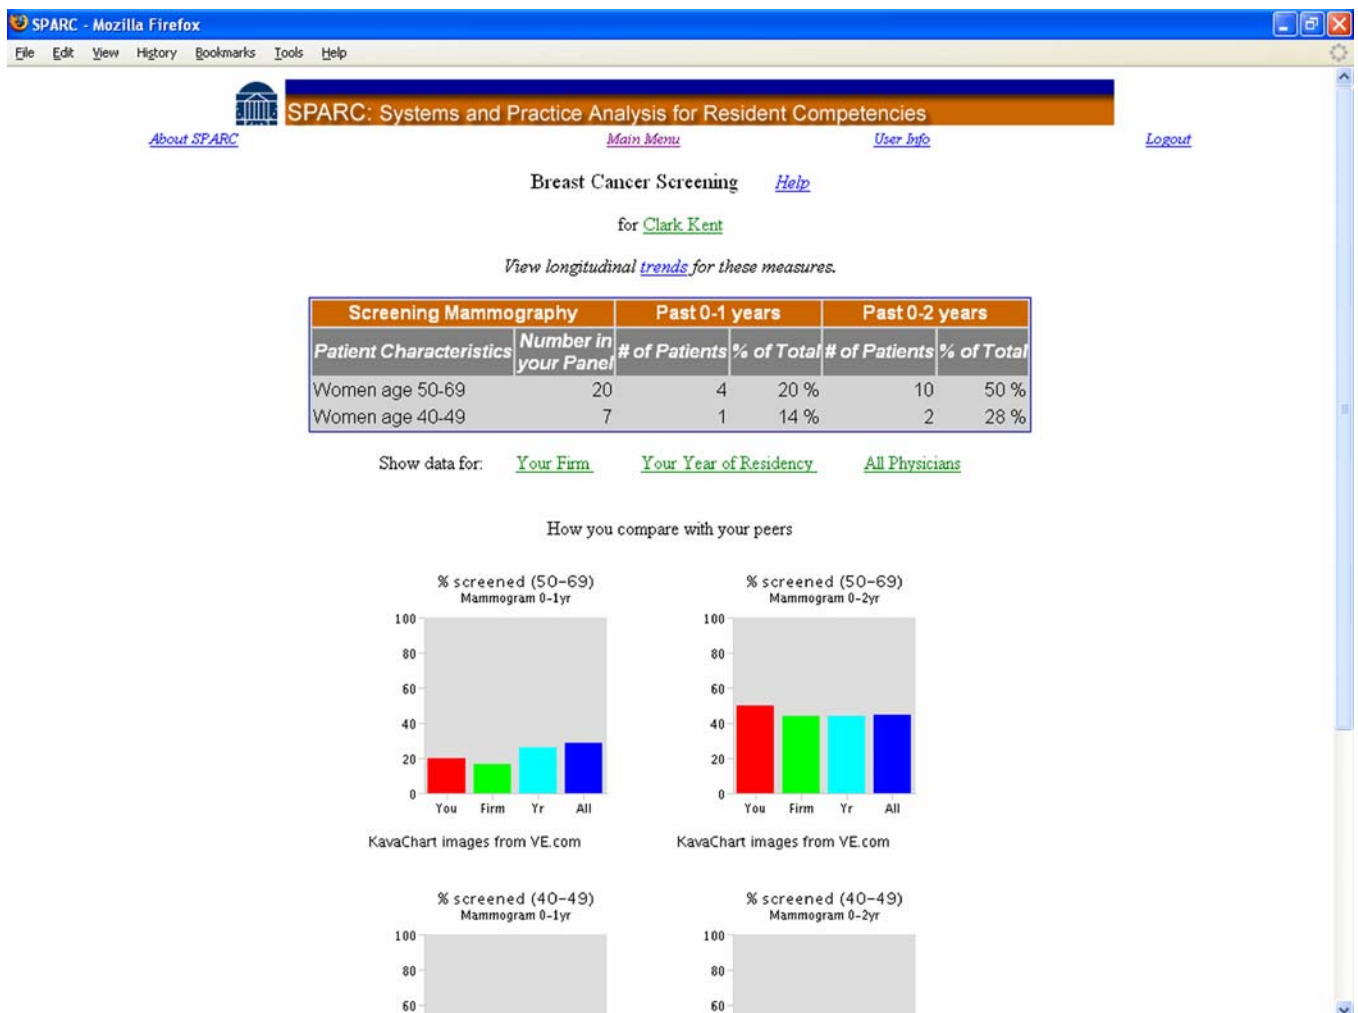 SPARC - Mozilla Firefox
File Edit View History Bookmarks Tools Help
SPARC: Systems and Practice Analysis for Resident Competencies
About SPARC Main Menu User Info Logout
Breast Cancer Screening Help
for Clark Kent
View longitudinal trends for these measures.
Screening Mammography Past 0-1 years Past 0-2 years
Patient Characteristics Number in your Panel # of Patients % of Total # of Patients % of Total
Women age 50-69 20 4 20 % 10 50 %
Women age 40-49 7 1 14 % 2 28 %
Show data for: Your Firm Your Year of Residency All Physicians
How you compare with your peers
% screened (50-69)
Mammogram 0-1yr
100
80
60
40
20
0
You Firm Yr All
KavaChart images from VE.com
% screened (50-69)
Mammogram 0-2yr
100
80
60
40
20
0
You Firm Yr All
KavaChart images from VE.com
% screened (40-49)
Mammogram 0-1yr
100
80
60
% screened (40-49)
Mammogram 0-2yr
100
80
60